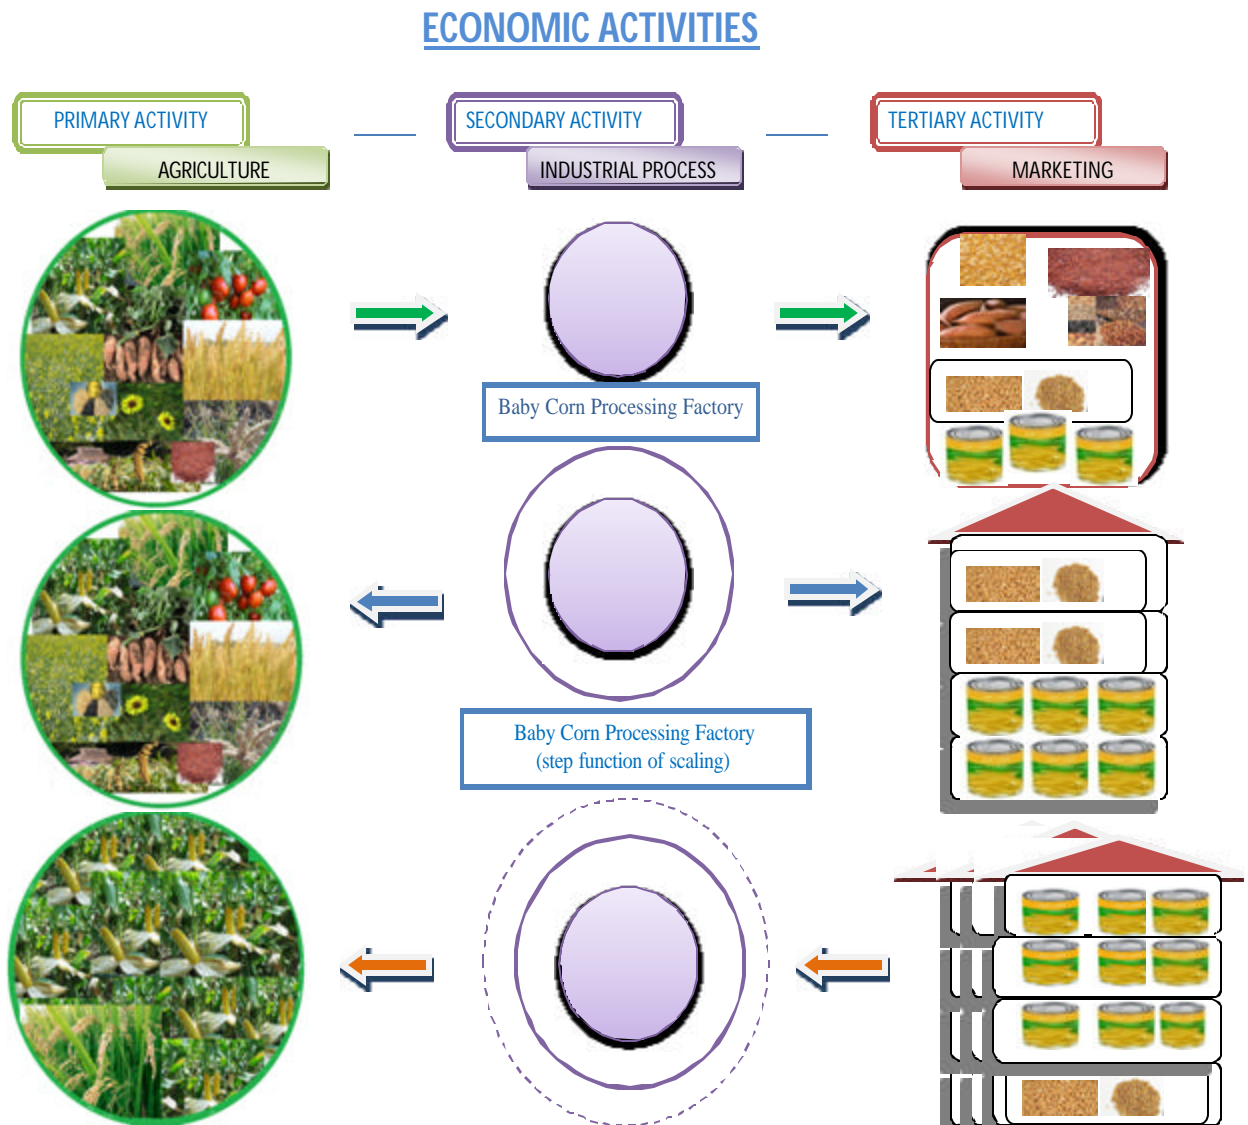 ECONOMIC ACTIVITIES
PRIMARY ACTIVITY
SECONDARY ACTIVITY
TERTIARY ACTIVITY
AGRICULTURE
INDUSTRIAL PROCESS
MARKETING
Baby Corn Processing Factory
Baby Corn Processing Factory
(step function of scaling)